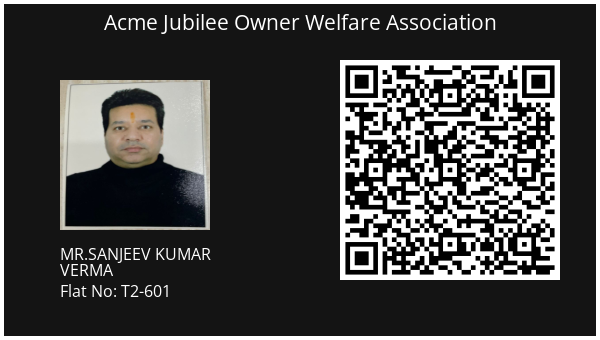 Acme Jubilee Owner Welfare Association
MR.SANJEEV KUMAR
VERMA
Flat No: T2-601